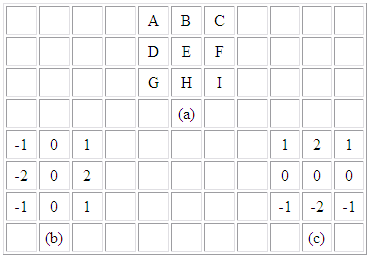 A B C
D E F
G H I
(a)
-1 0 1 1 2 1
-2 0 2 0 0 0
-1 0 1 -1 -2 -1
(b) (c)